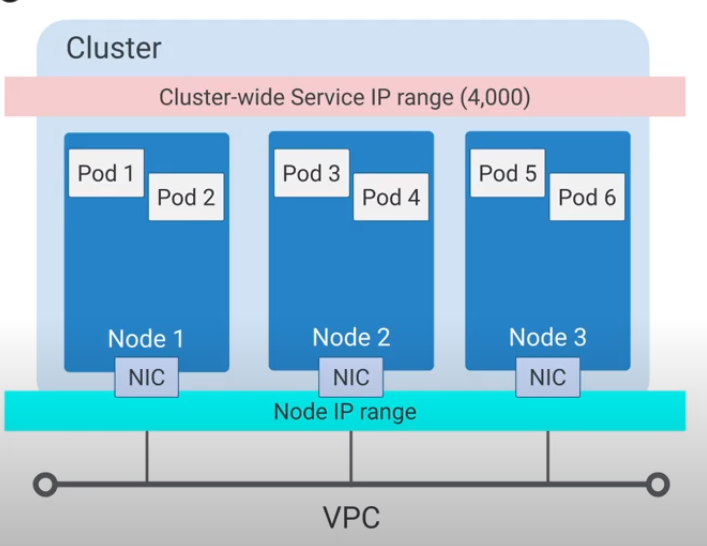 Cluster
Cluster-wide Service IP range (4,000)
Pod 1
Pod 2
Pod 3
Pod 4
Pod 5
Pod 6
Node 1
Node 2
Node 3
NIC
NIC
NIC
Node IP range
VPC